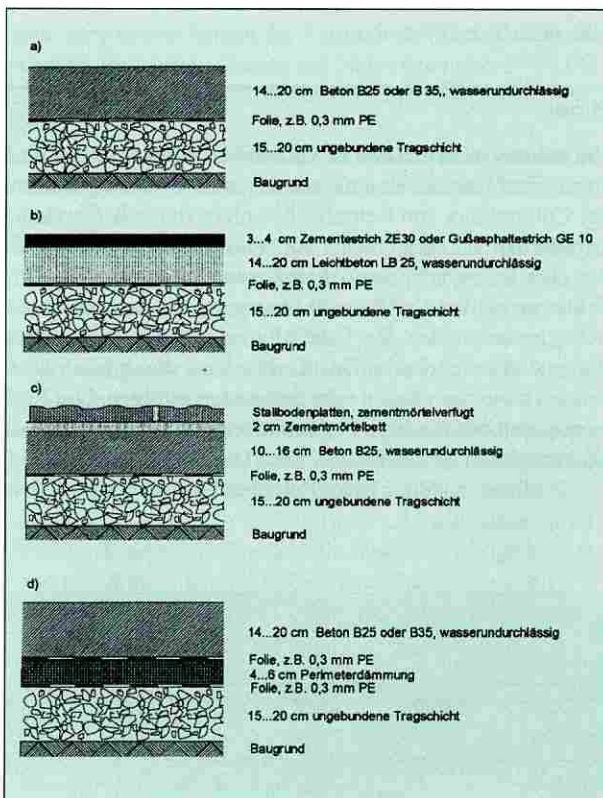 a)
14...20 cm Beton B25 oder B 35,, wasserundurchlässig
Folie, z.B. 0,3 mm PE
15...20 cm ungebundene Tragschicht
Baugrund
b)
3...4 cm Zementestrich ZE30 oder Gußasphaltestrich GE 10
14...20 cm Leichtbeton LB 25, wasserundurchlässig
Folie, z.B. 0,3 mm PE
15...20 cm ungebundene Tragschicht
Baugrund
c)
Stallbodenplatten, zementmörtelverfugt
2 cm Zementmörtelbett
10...16 cm Beton B25, wasserundurchlässig
Folie, z.B. 0,3 mm PE
15...20 cm ungebundene Tragschicht
Baugrund
d)
14...20 cm Beton B25 oder B35, wasserundurchlässig
Folie, z.B. 0,3 mm PE
4...6 cm Perimeterdämmung
Folie, z.B. 0,3 mm PE
15...20 cm ungebundene Tragschicht
Baugrund